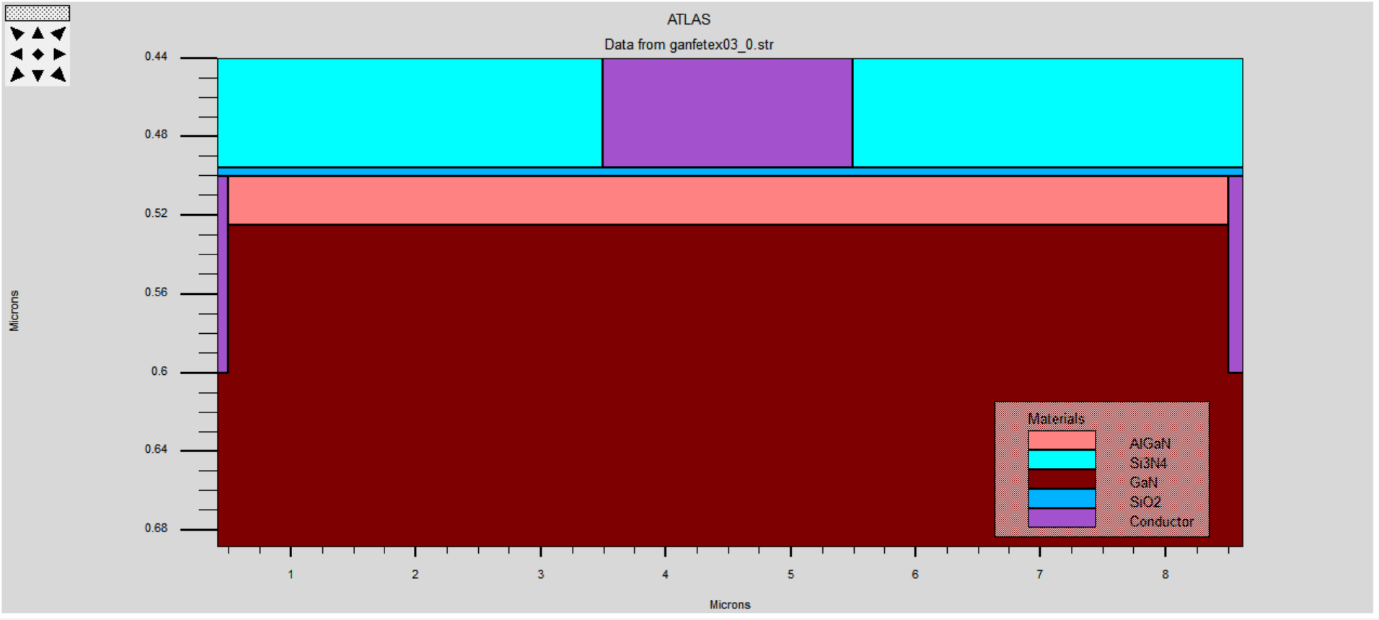 ATLAS
Data from ganfetex03_0.str
0.44
0.48
0.52
0.56
0.6
0.64
0.68
Microns
Materials
AlGaN
Si3N4
GaN
SiO2
Conductor
1 2 3 4 5 6 7 8
Microns